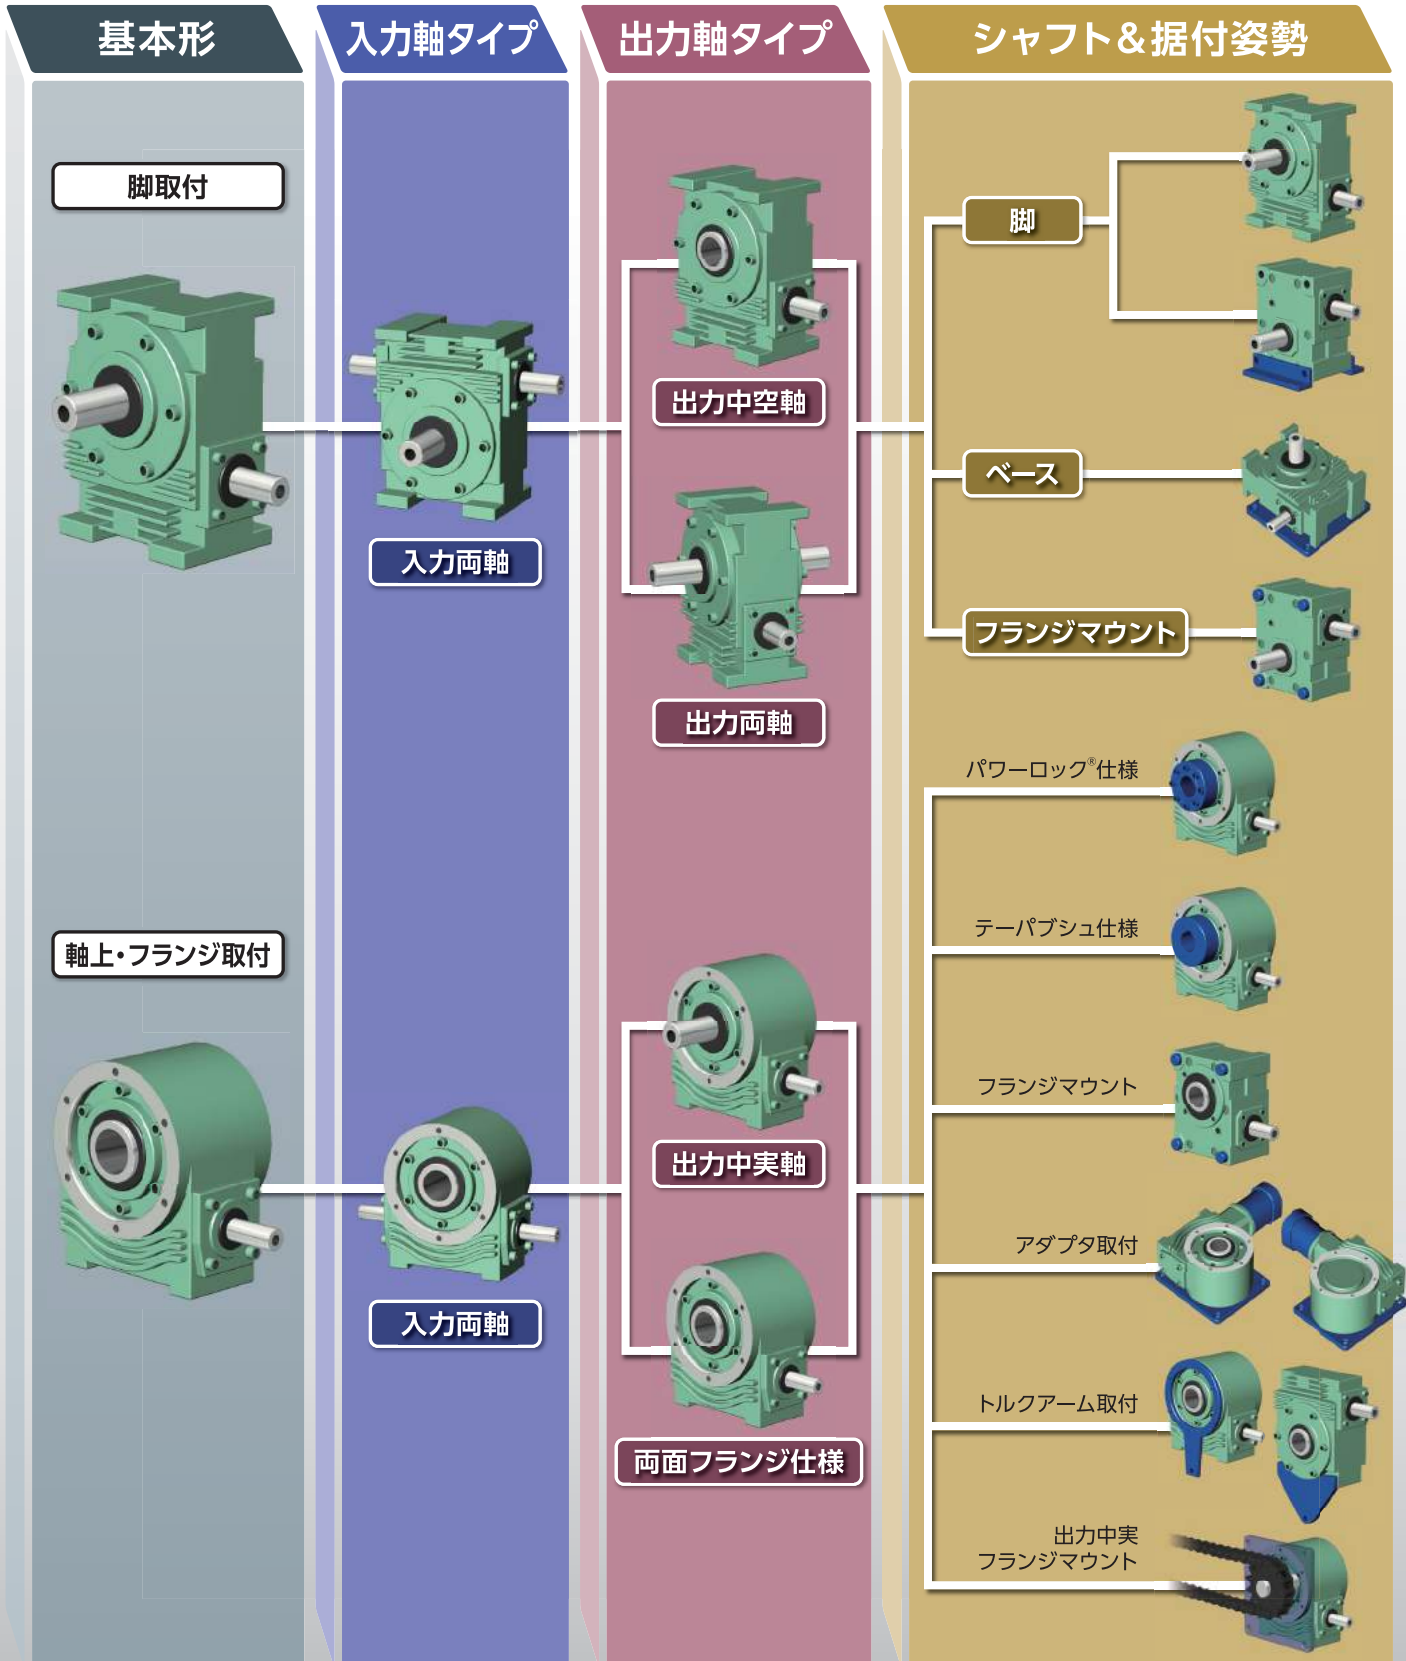 基本形
入力軸タイプ
出力軸タイプ
シャフト&据付姿勢
脚取付
入力両軸
出力中空軸
出力両軸
脚
ベース
フランジマウント
軸上・フランジ取付
入力両軸
出力中実軸
両面フランジ仕様
パワーロック®仕様
テーパブシュ仕様
フランジマウント
アダプタ取付
トルクアーム取付
出力中実
フランジマウント